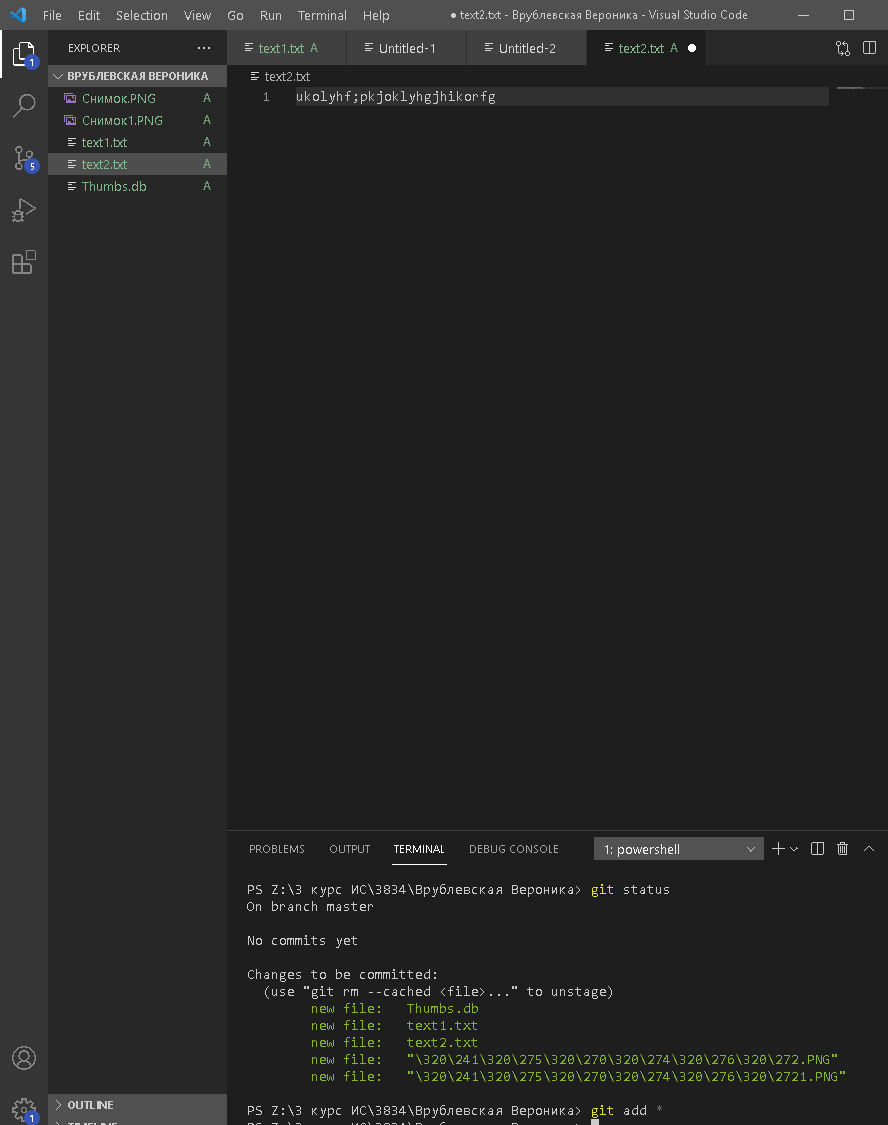 File Edit Selection View Go Run Terminal Help ● text2.txt - Врублевская Вероника - Visual Studio Code
EXPLORER ···
ВРУБЛЕВСКАЯ ВЕРОНИКА
Снимок.PNG A
Снимок1.PNG A
text1.txt A
text2.txt A
Thumbs.db A
1
5
OUTLINE
1
text1.txt A Untitled-1 Untitled-2 text2.txt A ●
text2.txt
1 ukolyhf;pkjoklyhgjhikorfg
PROBLEMS OUTPUT TERMINAL DEBUG CONSOLE 1: powershell
PS Z:\3 курс ИС\3834\Врублевская Вероника> git status
On branch master
No commits yet
Changes to be committed:
(use "git rm --cached <file>..." to unstage)
new file: Thumbs.db
new file: text1.txt
new file: text2.txt
new file: "\320\241\320\275\320\270\320\274\320\276\320\272.PNG"
new file: "\320\241\320\275\320\270\320\274\320\276\320\2721.PNG"
PS Z:\3 курс ИС\3834\Врублевская Вероника> git add *